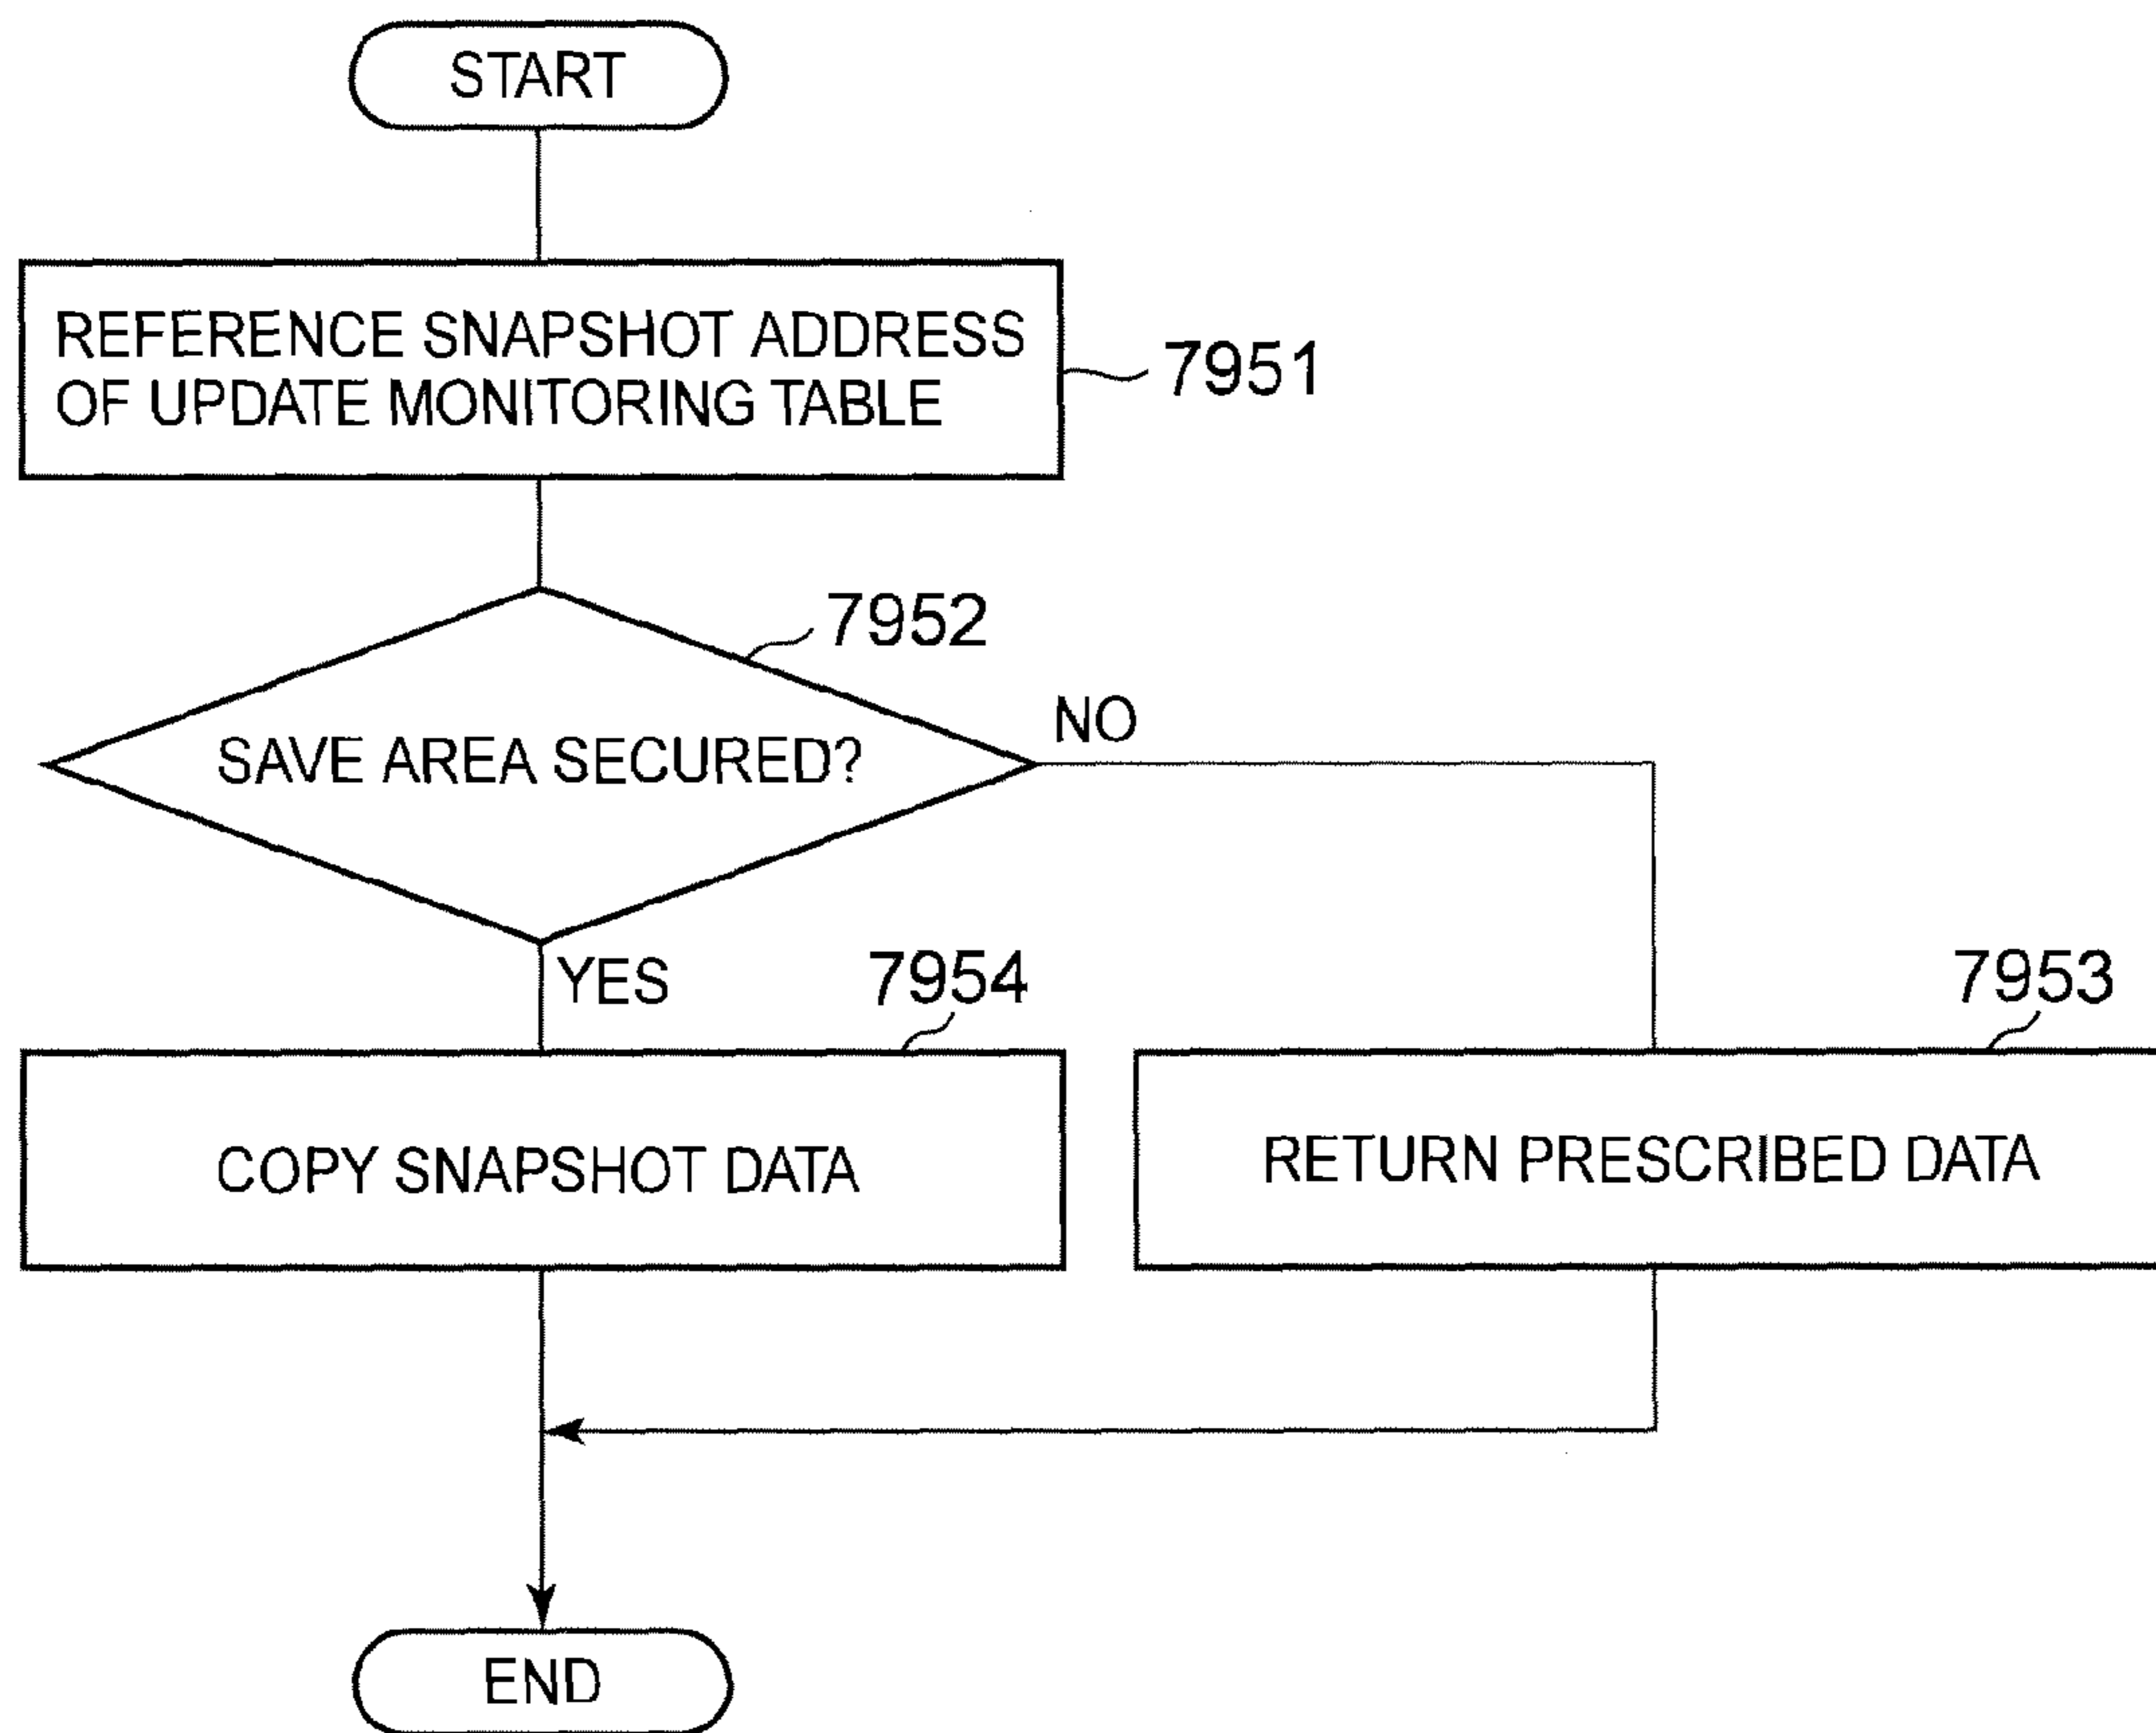 START
REFERENCE SNAPSHOT ADDRESS
OF UPDATE MONITORING TABLE
7951
7952
SAVE AREA SECURED?
NO
YES
7954
7953
COPY SNAPSHOT DATA
RETURN PRESCRIBED DATA
END